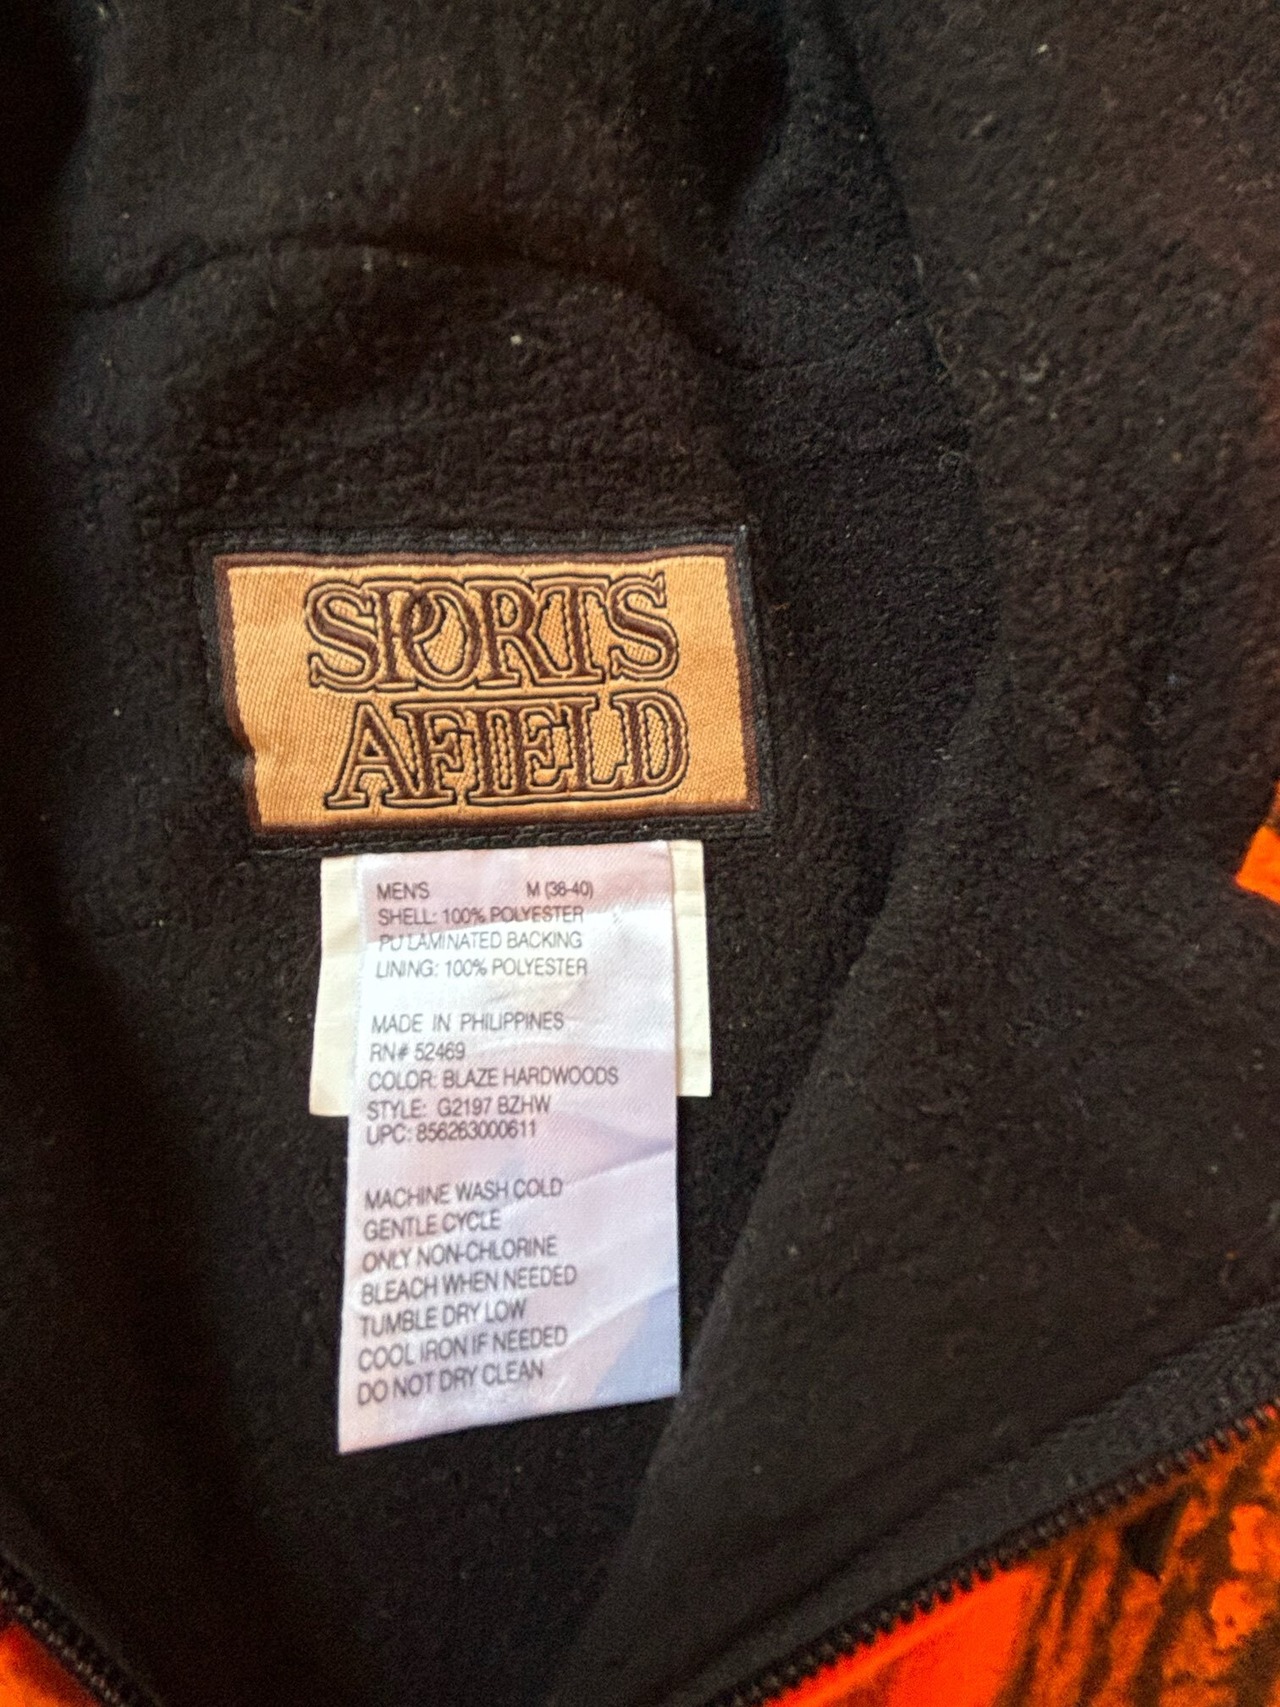 SPORTS
AFIELD
MEN'S M (38-40)
SHELL: 100% POLYESTER
PU LAMINATED BACKING
LINING: 100% POLYESTER
MADE IN PHILIPPINES
RN# 52469
COLOR: BLAZE HARDWOODS
STYLE: G2197 BZHW
UPC: 856263000611
MACHINE WASH COLD
GENTLE CYCLE
ONLY NON-CHLORINE
BLEACH WHEN NEEDED
TUMBLE DRY LOW
COOL IRON IF NEEDED
DO NOT DRY CLEAN